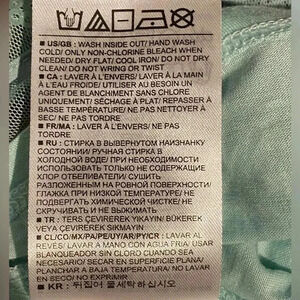 ■ US/GB : WASH INSIDE OUT/ HAND WASH
COLD/ ONLY NON-CHLORINE BLEACH WHEN
NEEDED/ DRY FLAT/ COOL IRON/ DO NOT DRY
CLEAN/ DO NOT WRING OR TWIST
■ CA : LAVER À L'ENVERS/ LAVER À LA MAIN
À L'EAU FROIDE/ UTILISER AU BESOIN UN
AGENT DE BLANCHIMENT SANS CHLORE
UNIQUEMENT/ SÉCHAGE À PLAT/ REPASSER À
BASSE TEMPÉRATURE/ NE PAS NETTOYER À
SEC/ NE PAS TORDRE
■ FR/MA : LAVER À L'ENVERS/ NE PAS
TORDRE
■ RU : СТИРКА В ВЫВЕРНУТОМ НАИЗНАНКУ
СОСТОЯНИИ/ РУЧНАЯ СТИРКА В
ХОЛОДНОЙ ВОДЕ/ ПРИ НЕОБХОДИМОСТИ
ИСПОЛЬЗОВАТЬ ТОЛЬКО НЕ СОДЕРЖАЩИЕ
ХЛОР ОТБЕЛИВАТЕЛИ/ СУШИТЬ
РАЗЛОЖЕННЫМ НА РОВНОЙ ПОВЕРХНОСТИ/
ГЛАЖКА ПРИ НИЗКОЙ ТЕМПЕРАТУРЕ/ НЕ
ПОДВЕРГАТЬ ХИМИЧЕСКОЙ ЧИСТКЕ/ НЕ
СКРУЧИВАТЬ И НЕ ВЫЖИМАТЬ
■ TR : TERS ÇEVIREREK YIKAYIN/ BÜKEREK
VEYA ÇEVIREREK SIKMAYIN
■ CL/CO/MX/PA/PE/UY/AR/PY/CR : LAVAR AL
REVÉS/ LAVAR A MANO CON AGUA FRÍA/ USAR
BLANQUEADOR SIN CLORO CUANDO SEA
NECESARIO/ SECAR EN SUPERFICIE PLANA/
PLANCHAR A BAJA TEMPERATURA/ NO LAVAR
EN SECO/ NO EXPRIMIR
■ KR : 뒤집어 물세탁 하십시오